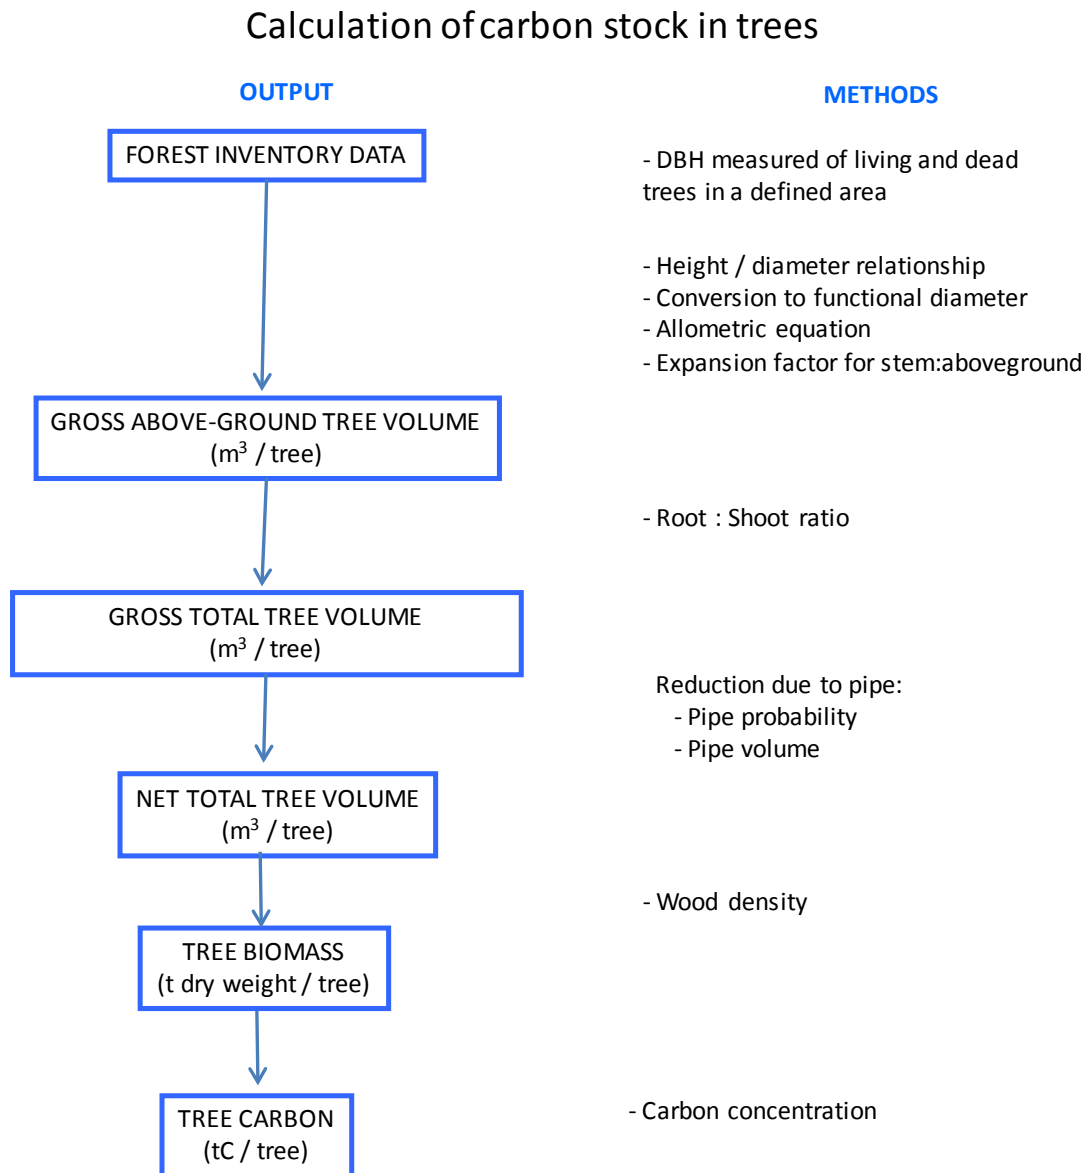 Calculation of carbon stock in trees
OUTPUT
METHODS
FOREST INVENTORY DATA
- DBH measured of living and dead
trees in a defined area
- Height / diameter relationship
- Conversion to functional diameter
- Allometric equation
- Expansion factor for stem:aboveground
GROSS ABOVE-GROUND TREE VOLUME
(m³ / tree)
- Root : Shoot ratio
GROSS TOTAL TREE VOLUME
(m³ / tree)
Reduction due to pipe:
- Pipe probability
- Pipe volume
NET TOTAL TREE VOLUME
(m³ / tree)
- Wood density
TREE BIOMASS
(t dry weight / tree)
TREE CARBON
(tC / tree)
- Carbon concentration